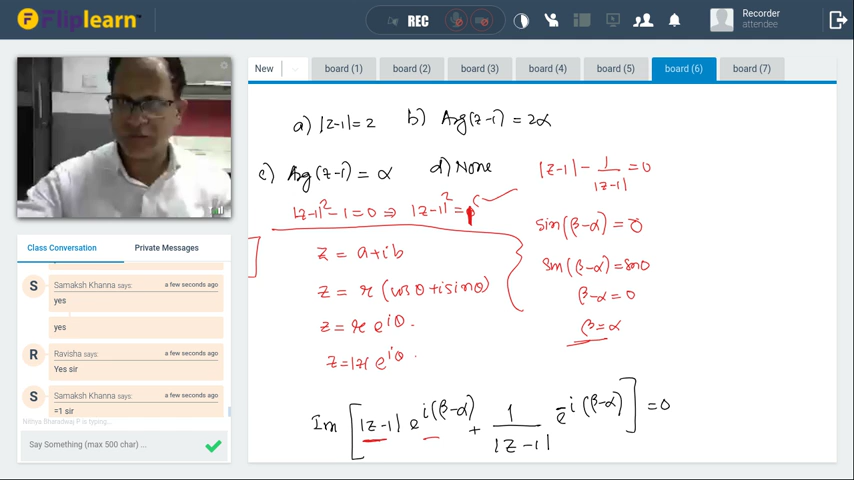 Fliplearn
REC
Recorder
attendee
New
board (1)
board (2)
board (3)
board (4)
board (5)
board (6)
board (7)
a) |z-1|=2 b) Arg(z-1) = 2α
c) Arg(z-1) = α d) None
|z-1|² - 1 = 0 ⇒ |z-1|² =
z = a+ib
z = r (cosθ + i sinθ)
z = r e^{iθ}.
z = |z| e^{iθ}.
|z-1| - 1/|z-1| = 0
sin(β-α) = 0
sin(β-α) = sin0
β-α = 0
β = α
Im [ |z-1| e^{i(β-α)} + 1/|z-1| e^{-i(β-α)} ] = 0
Class Conversation
Private Messages
S
Samaksh Khanna says:
a few seconds ago
yes
yes
R
Ravisha says:
a few seconds ago
Yes sir
S
Samaksh Khanna says:
a few seconds ago
=1 sir
Nithya Bharadwaj P is typing...
Say Something (max 500 char) ...